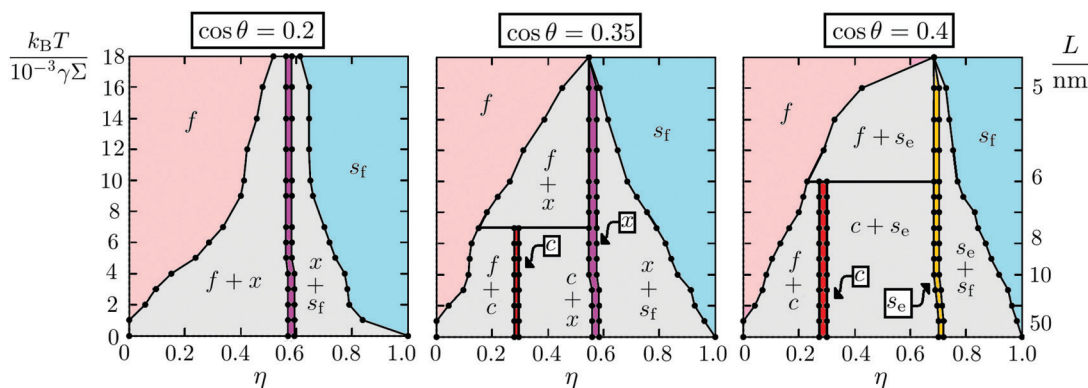 cos θ = 0.2
cos θ = 0.35
cos θ = 0.4
k_BT
10⁻³γΣ
L
nm
18
16
14
12
10
8
6
4
2
0
f
s_f
f + x
x + s_f
0
0.2
0.4
0.6
0.8
1.0
η
f
s_f
f + x
x
c
f + c
c + x
x + s_f
0
0.2
0.4
0.6
0.8
1.0
η
f
s_f
f + s_e
c + s_e
f + c
c
s_e
s_e + s_f
5
6
8
10
50
0
0.2
0.4
0.6
0.8
1.0
η